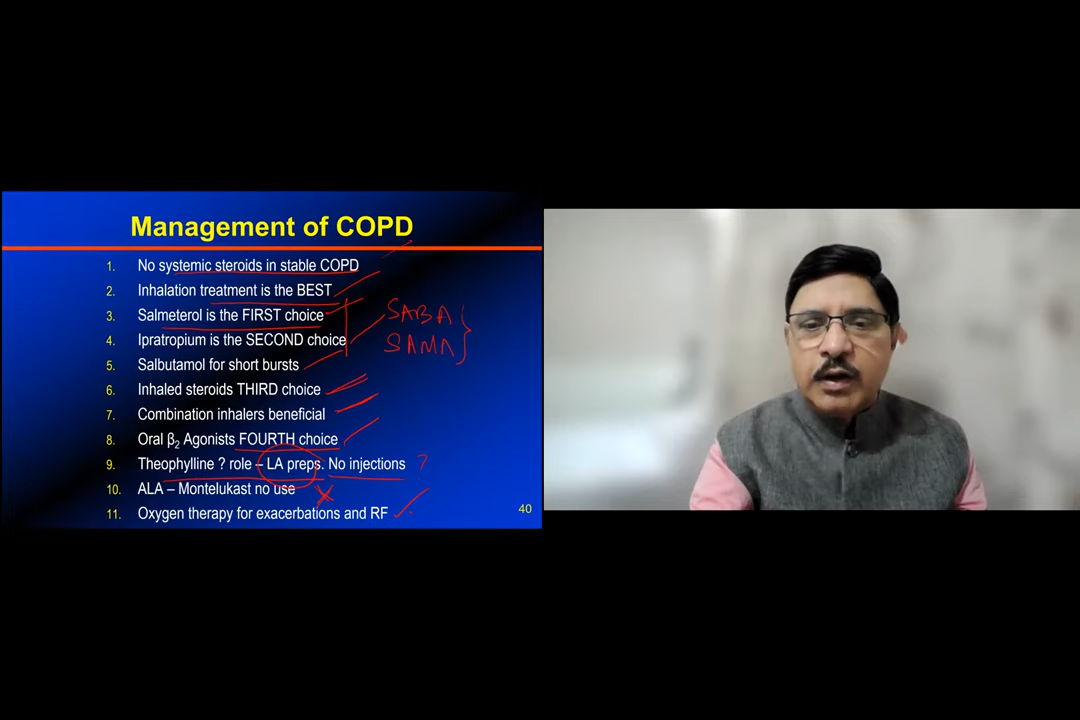 Management of COPD
1. No systemic steroids in stable COPD
2. Inhalation treatment is the BEST
3. Salmeterol is the FIRST choice
4. Ipratropium is the SECOND choice
5. Salbutamol for short bursts
6. Inhaled steroids THIRD choice
7. Combination inhalers beneficial
8. Oral β₂ Agonists FOURTH choice
9. Theophylline ? role – LA preps. No injections ?
10. ALA – Montelukast no use
11. Oxygen therapy for exacerbations and RF
SABA
SAMA
40